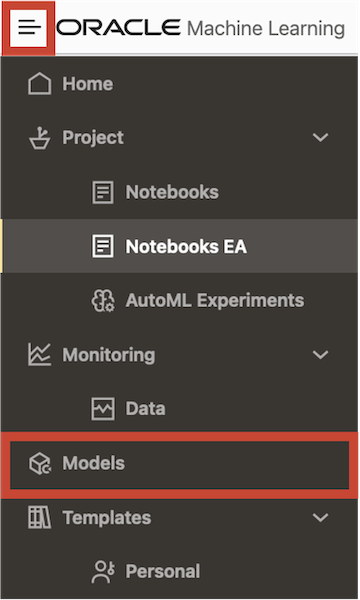 ORACLE Machine Learning
Home
Project
Notebooks
Notebooks EA
AutoML Experiments
Monitoring
Data
Models
Templates
Personal